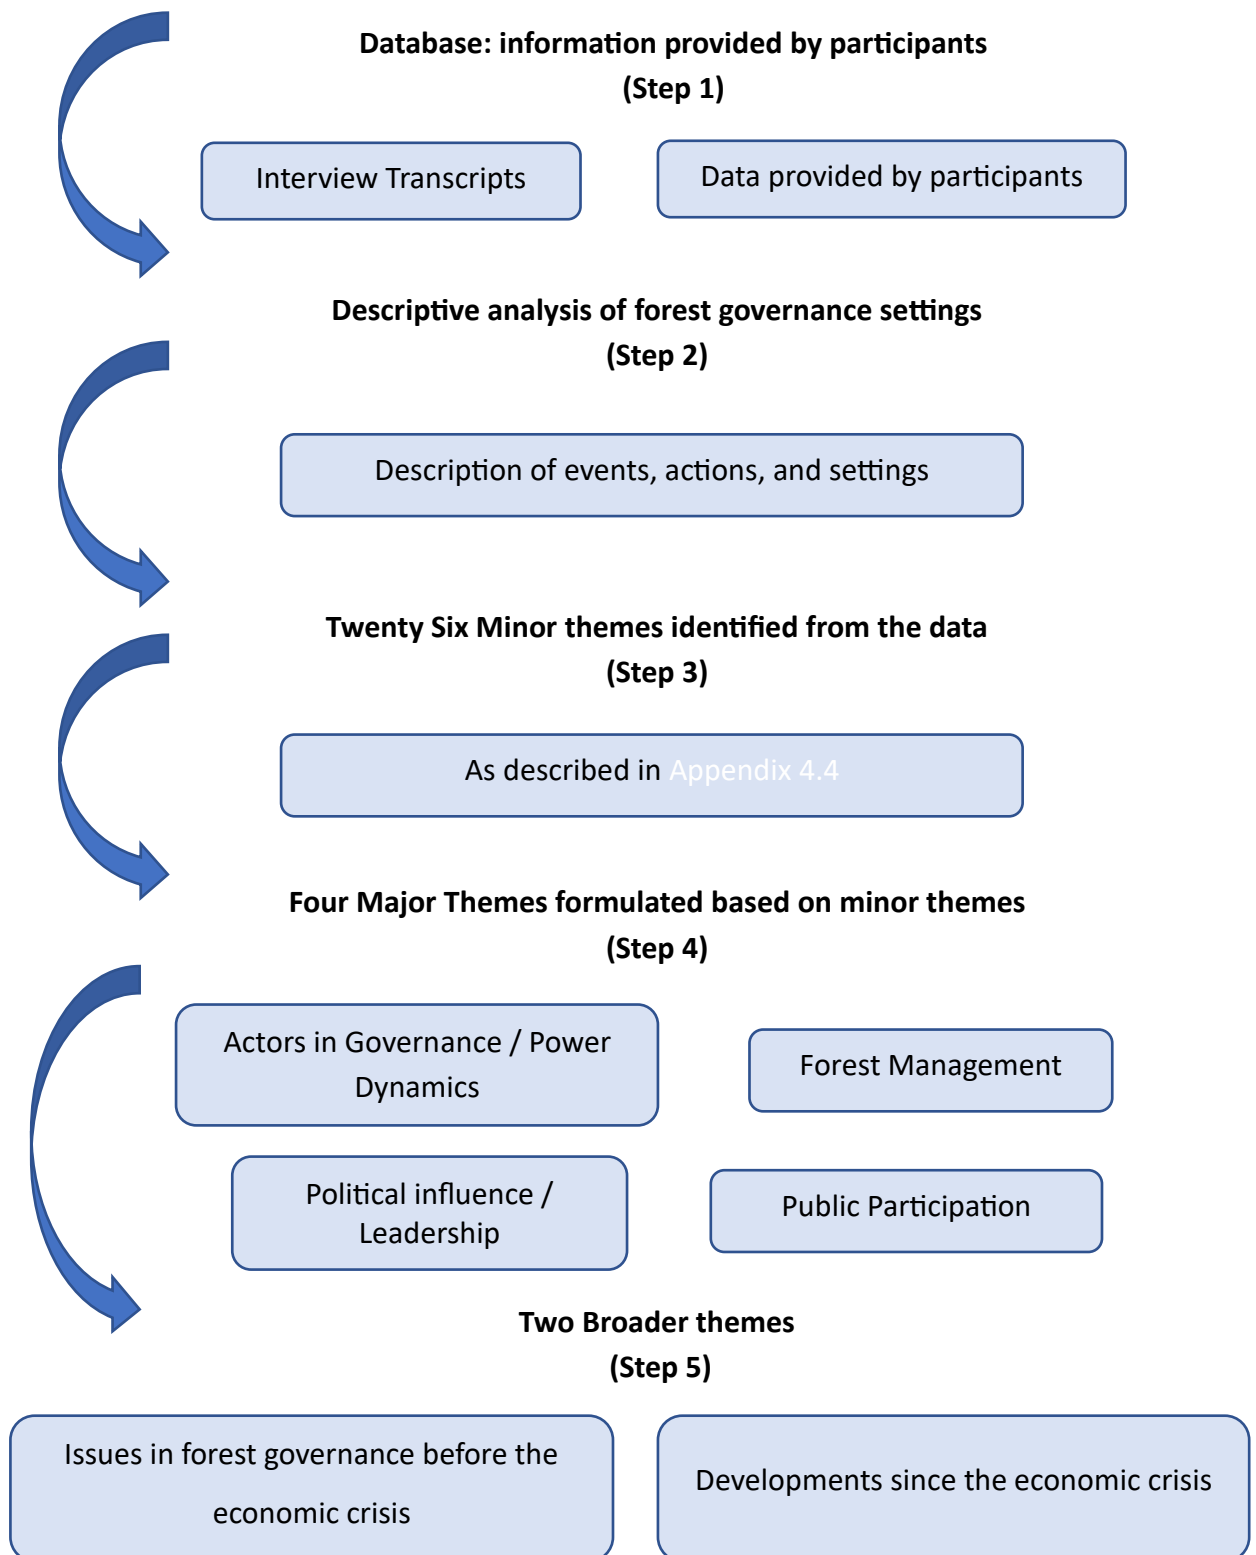 Database: information provided by participants
(Step 1)
Interview Transcripts
Data provided by participants
Descriptive analysis of forest governance settings
(Step 2)
Description of events, actions, and settings
Twenty Six Minor themes identified from the data
(Step 3)
As described in Appendix 4.4
Four Major Themes formulated based on minor themes
(Step 4)
Actors in Governance / Power
Dynamics
Forest Management
Political influence /
Leadership
Public Participation
Two Broader themes
(Step 5)
Issues in forest governance before the
economic crisis
Developments since the economic crisis